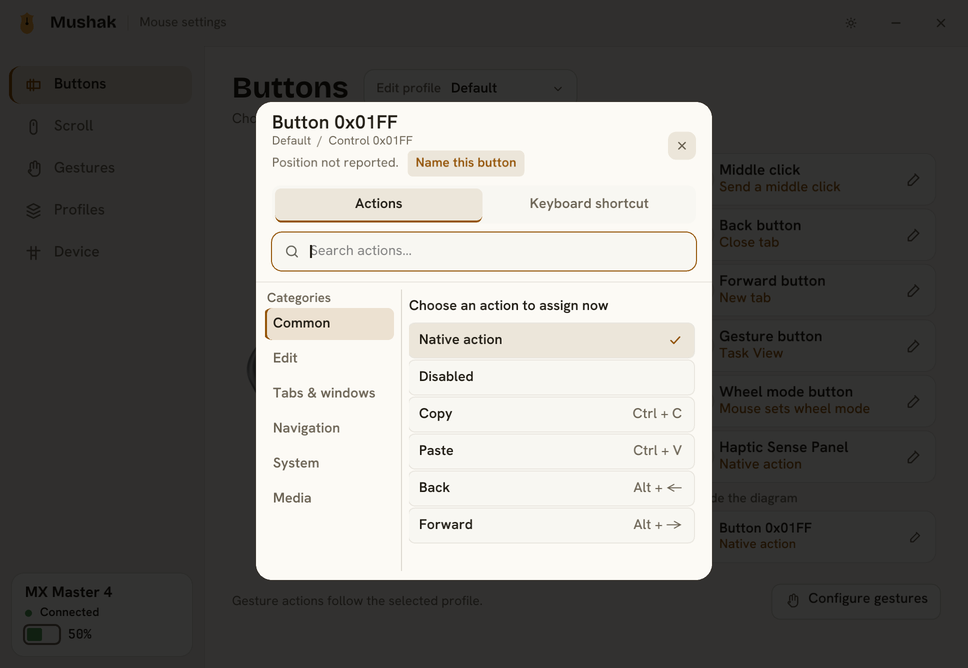 Mushak
Mouse settings
Buttons
Scroll
Gestures
Profiles
Device
MX Master 4
Connected
50%
Buttons
Edit profile Default
Button 0x01FF
Default / Control 0x01FF
Position not reported. Name this button
Actions
Keyboard shortcut
Search actions...
Categories
Common
Edit
Tabs & windows
Navigation
System
Media
Choose an action to assign now
Native action
Disabled
Copy Ctrl + C
Paste Ctrl + V
Back Alt + ←
Forward Alt + →
Middle click
Send a middle click
Back button
Close tab
Forward button
New tab
Gesture button
Task View
Wheel mode button
Mouse sets wheel mode
Haptic Sense Panel
Native action
the diagram
Button 0x01FF
Native action
Gesture actions follow the selected profile.
Configure gestures